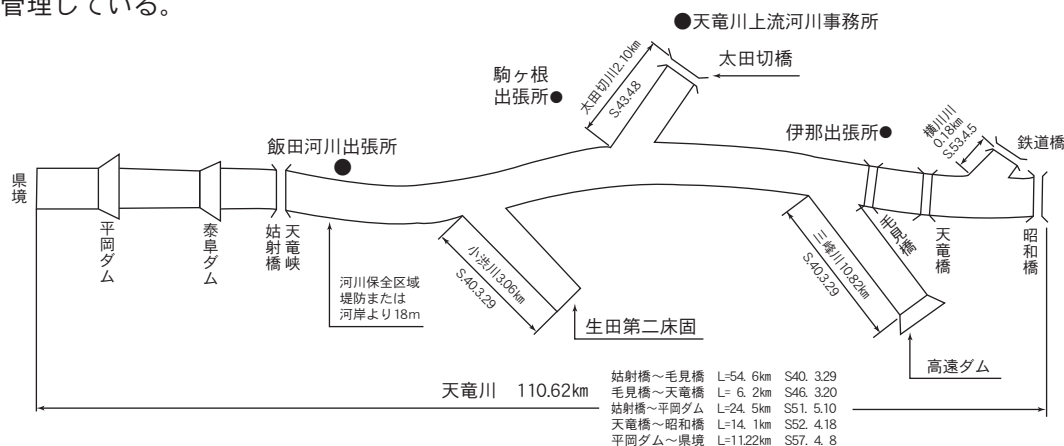 管理している。
●天竜川上流河川事務所
太田切橋
太田切川2.10km
S.43.4.8
駒ヶ根
出張所●
伊那出張所●
横川川
0.18km
S.53.4.5
鉄道橋
飯田河川出張所
県境
平岡ダム
泰阜ダム
姑射橋
天竜峡
河川保全区域
堤防または
河岸より18m
小渋川3.06km
S.40.3.29
生田第二床固
三峰川10.82km
S.40.3.29
毛見橋
天竜橋
昭和橋
高遠ダム
天竜川 110.62km
姑射橋～毛見橋 L=54. 6km S40. 3.29
毛見橋～天竜橋 L= 6. 2km S46. 3.20
姑射橋～平岡ダム L=24. 5km S51. 5.10
天竜橋～昭和橋 L=14. 1km S52. 4.18
平岡ダム～県境 L=11.22km S57. 4. 8